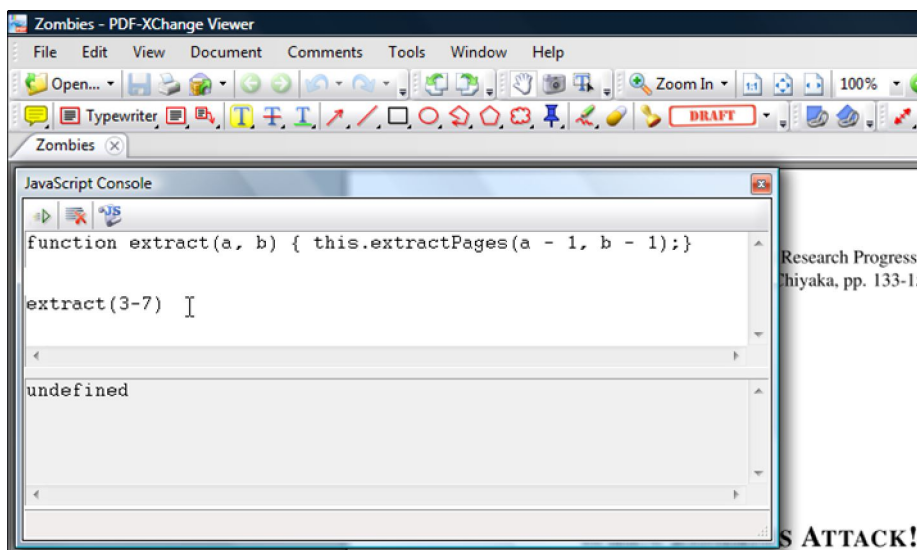 Zombies - PDF-XChange Viewer
File Edit View Document Comments Tools Window Help
Open... Zoom In 100%
Typewriter T T T DRAFT
Zombies
JavaScript Console
JS
function extract(a, b) { this.extractPages(a - 1, b - 1);}
Research Progress
Chiyaka, pp. 133-1
extract(3-7)
undefined
S ATTACK!